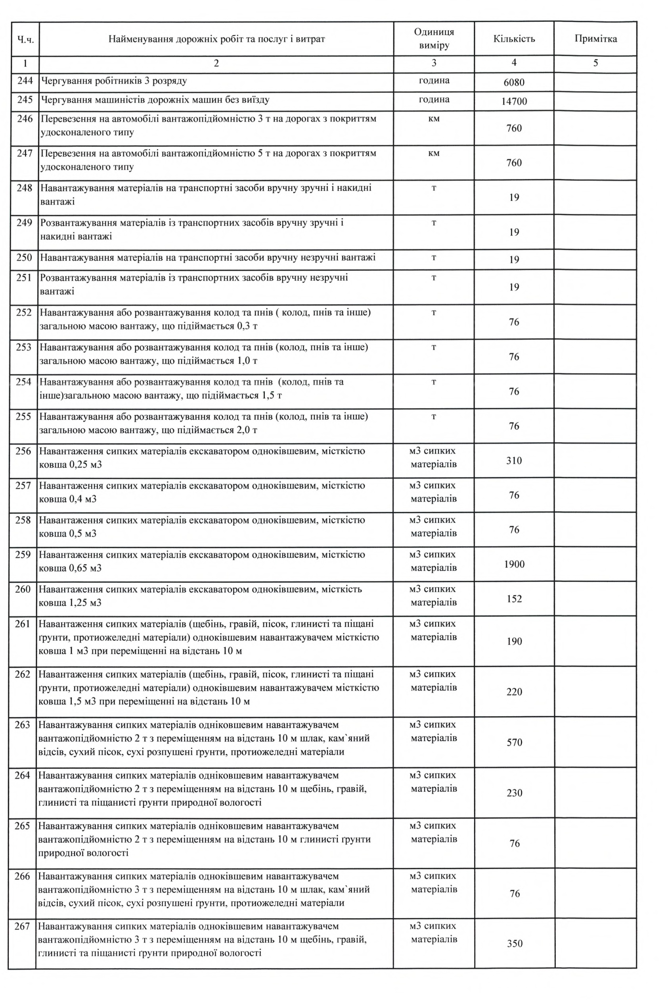 Ч.ч. Найменування дорожніх робіт та послуг і витрат Одиниця виміру Кількість Примітка
1 2 3 4 5
244 Чергування робітників 3 розряду година 6080
245 Чергування машиністів дорожніх машин без виїзду година 14700
246 Перевезення на автомобілі вантажопідйомністю 3 т на дорогах з покриттям км
удосконаленого типу 760
247 Перевезення на автомобілі вантажопідйомністю 5 т на дорогах з покриттям км
удосконаленого типу 760
248 Навантажування матеріалів на транспортні засоби вручну зручні і накидні т
вантажі 19
249 Розвантажування матеріалів із транспортних засобів вручну зручні і т
накидні вантажі 19
250 Навантажування матеріалів на транспортні засоби вручну незручні вантажі т 19
251 Розвантажування матеріалів із транспортних засобів вручну незручні т
вантажі 19
252 Навантажування або розвантажування колод та пнів ( колод, пнів та інше) т
загальною масою вантажу, що підіймається 0,3 т 76
253 Навантажування або розвантажування колод та пнів (колод, пнів та інше) т
загальною масою вантажу, що підіймається 1,0 т 76
254 Навантажування або розвантажування колод та пнів (колод, пнів та т
інше)загальною масою вантажу, що підіймається 1,5 т 76
255 Навантажування або розвантажування колод та пнів (колод, пнів та інше) т
загальною масою вантажу, що підіймається 2,0 т 76
256 Навантаження сипких матеріалів екскаватором одноківшевим, місткістю м3 сипких
ковша 0,25 м3 матеріалів 310
257 Навантаження сипких матеріалів екскаватором одноківшевим, місткістю м3 сипких
ковша 0,4 м3 матеріалів 76
258 Навантаження сипких матеріалів екскаватором одноківшевим, місткістю м3 сипких
ковша 0,5 м3 матеріалів 76
259 Навантаження сипких матеріалів екскаватором одноківшевим, місткістю м3 сипких
ковша 0,65 м3 матеріалів 1900
260 Навантаження сипких матеріалів екскаватором одноківшевим, місткість м3 сипких
ковша 1,25 м3 матеріалів 152
261 Навантаження сипких матеріалів (щебінь, гравій, пісок, глинисті та піщані м3 сипких
ґрунти, протиожеледні матеріали) одноківшевим навантажувачем місткістю матеріалів 190
ковша 1 м3 при переміщенні на відстань 10 м
262 Навантаження сипких матеріалів (щебінь, гравій, пісок, глинисті та піщані м3 сипких
ґрунти, протиожеледні матеріали) одноківшевим навантажувачем місткістю матеріалів 220
ковша 1,5 м3 при переміщенні на відстань 10 м
263 Навантажування сипких матеріалів одніковшевим навантажувачем м3 сипких
вантажопідйомністю 2 т з переміщенням на відстань 10 м шлак, кам`яний матеріалів 570
відсів, сухий пісок, сухі розпушені ґрунти, протиожеледні матеріали
264 Навантажування сипких матеріалів одніковшевим навантажувачем м3 сипких
вантажопідйомністю 2 т з переміщенням на відстань 10 м щебінь, гравій, матеріалів 230
глинисті та піщанисті ґрунти природної вологості
265 Навантажування сипких матеріалів одніковшевим навантажувачем м3 сипких
вантажопідйомністю 2 т з переміщенням на відстань 10 м глинисті ґрунти матеріалів 76
природної вологості
266 Навантажування сипких матеріалів одноківшевим навантажувачем м3 сипких
вантажопідйомністю 3 т з переміщенням на відстань 10 м шлак, кам`яний матеріалів 76
відсів, сухий пісок, сухі розпушені ґрунти, протиожеледні матеріали
267 Навантажування сипких матеріалів одноківшевим навантажувачем м3 сипких
вантажопідйомністю 3 т з переміщенням на відстань 10 м щебінь, гравій, матеріалів 350
глинисті та піщанисті ґрунти природної вологості